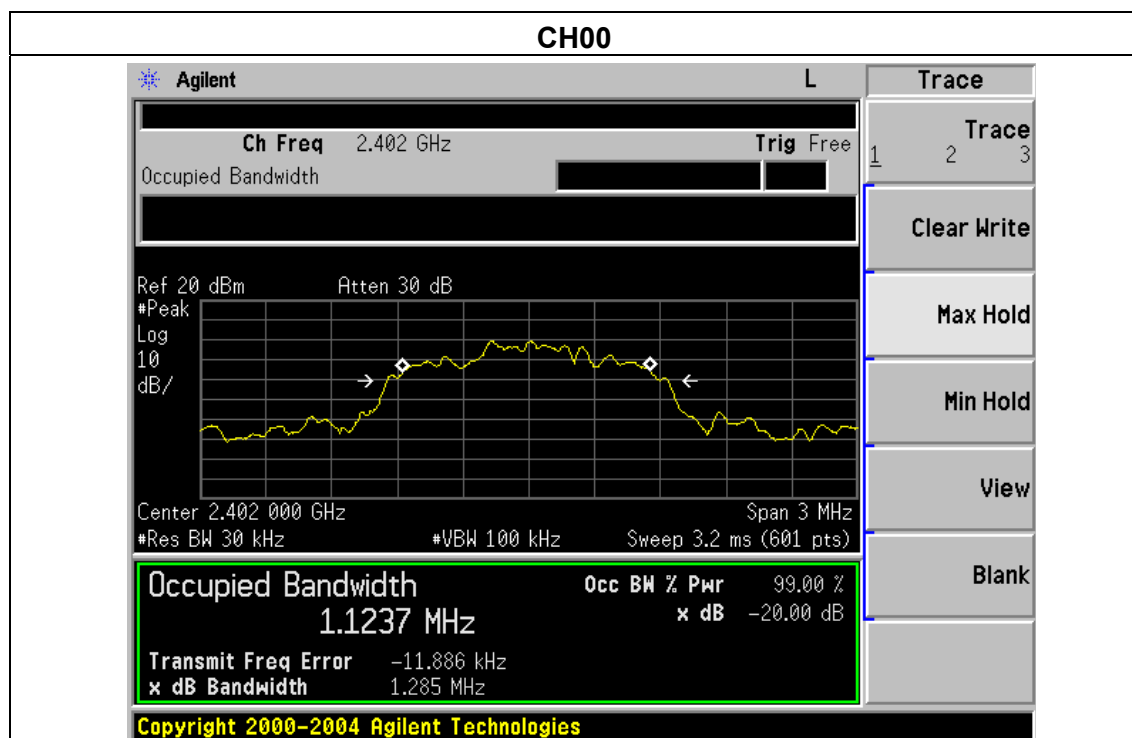 CH00
Agilent L Trace
Ch Freq 2.402 GHz Trig Free
Occupied Bandwidth
Trace
1 2 3
Clear Write
Max Hold
Min Hold
View
Blank
Ref 20 dBm Atten 30 dB
#Peak
Log
10
dB/
Center 2.402 000 GHz Span 3 MHz
#Res BW 30 kHz #VBW 100 kHz Sweep 3.2 ms (601 pts)
Occupied Bandwidth Occ BW % Pwr 99.00 %
1.1237 MHz x dB -20.00 dB
Transmit Freq Error -11.886 kHz
x dB Bandwidth 1.285 MHz
Copyright 2000-2004 Agilent Technologies